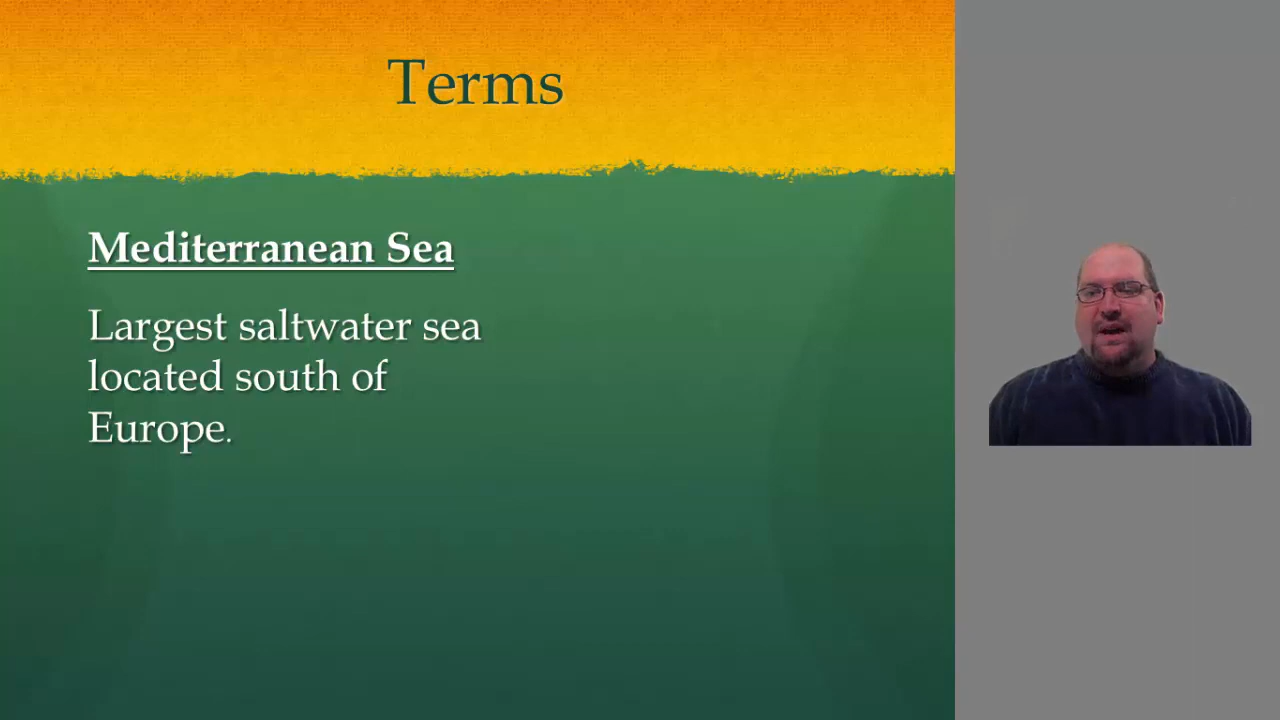 Terms
Mediterranean Sea
Largest saltwater sea
located south of
Europe.